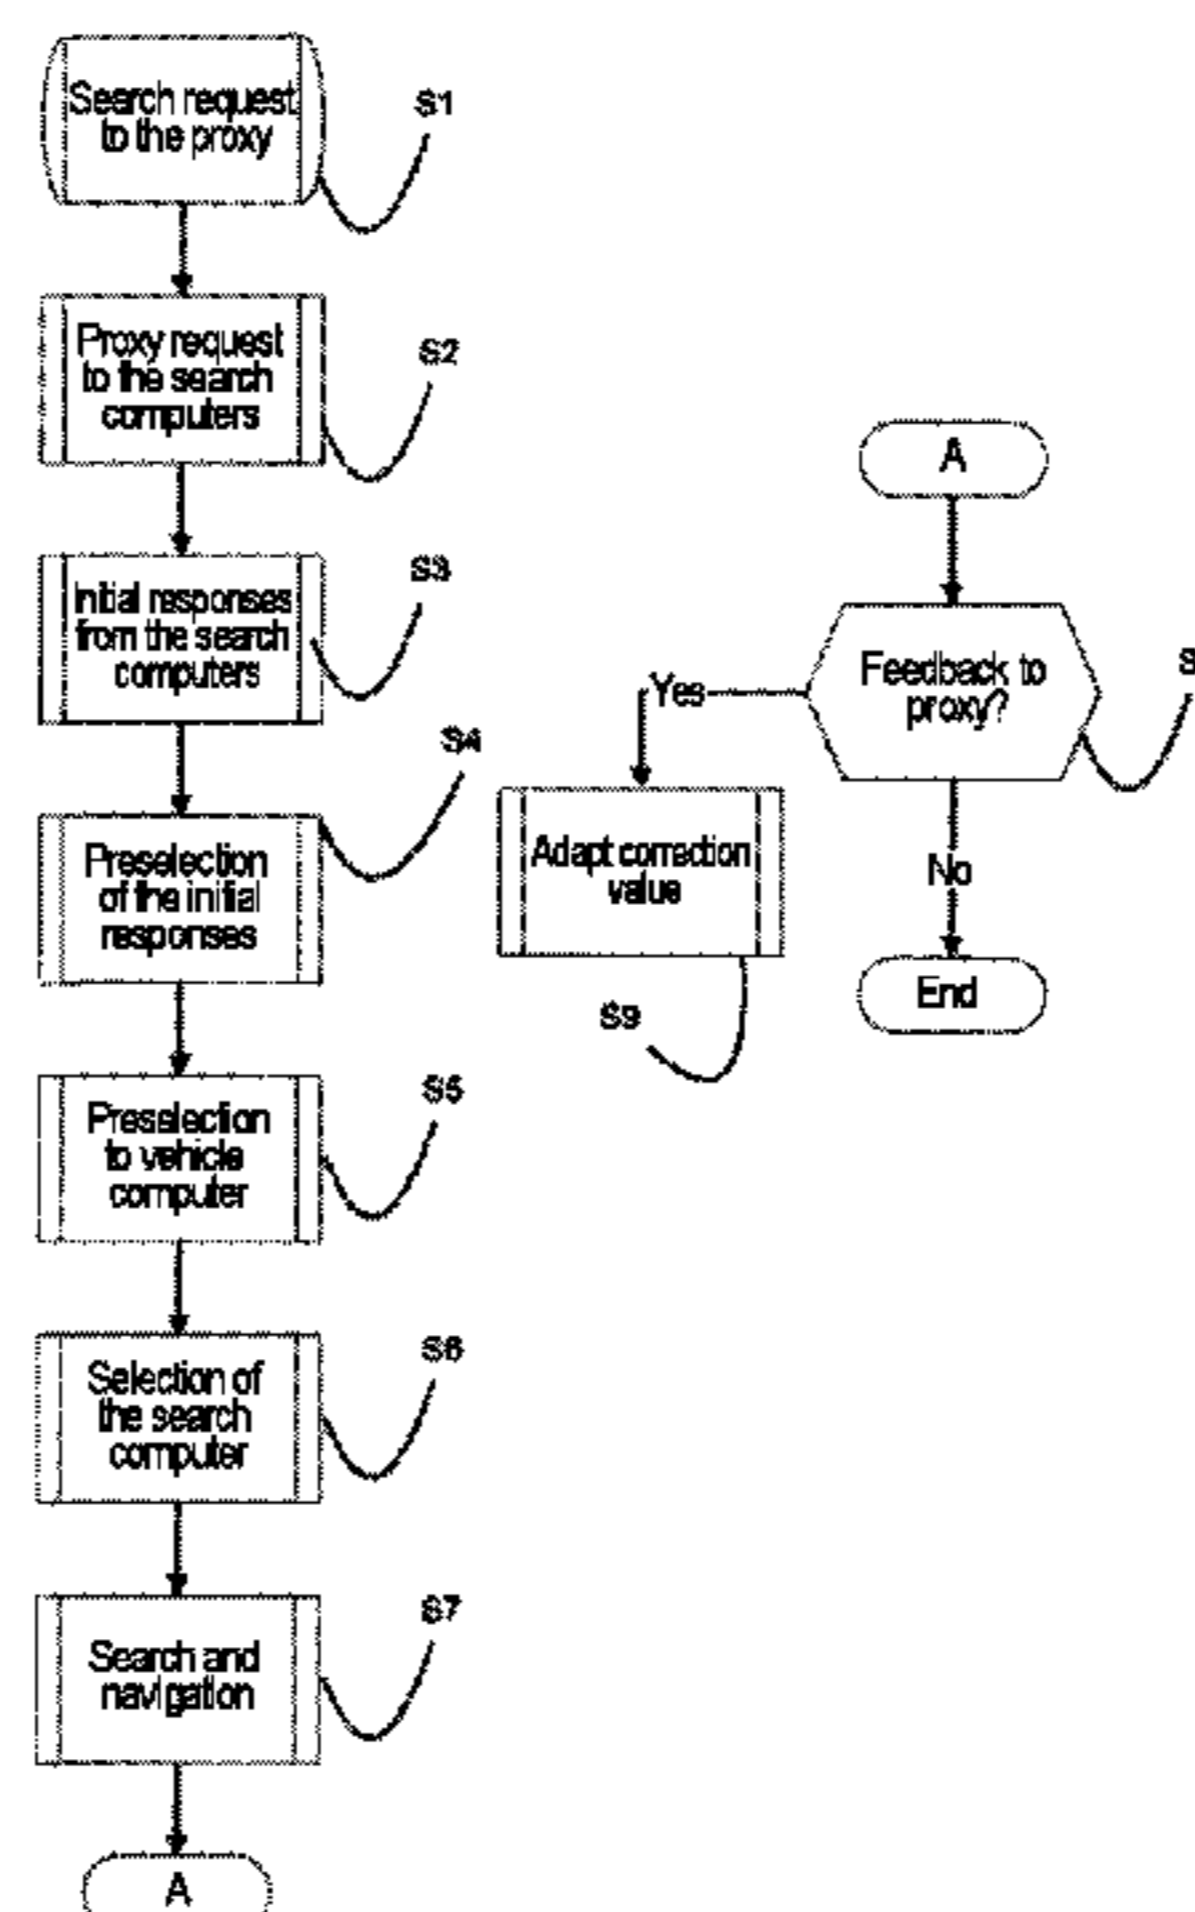 Search request
to the proxy
S1
Proxy request
to the search
computers
S2
Initial responses
from the search
computers
S3
Preselection
of the initial
responses
S4
Preselection
to vehicle
computer
S5
Selection of
the search
computer
S6
Search and
navigation
S7
A
A
Feedback to
proxy?
S
Yes
No
Adapt correction
value
S9
End